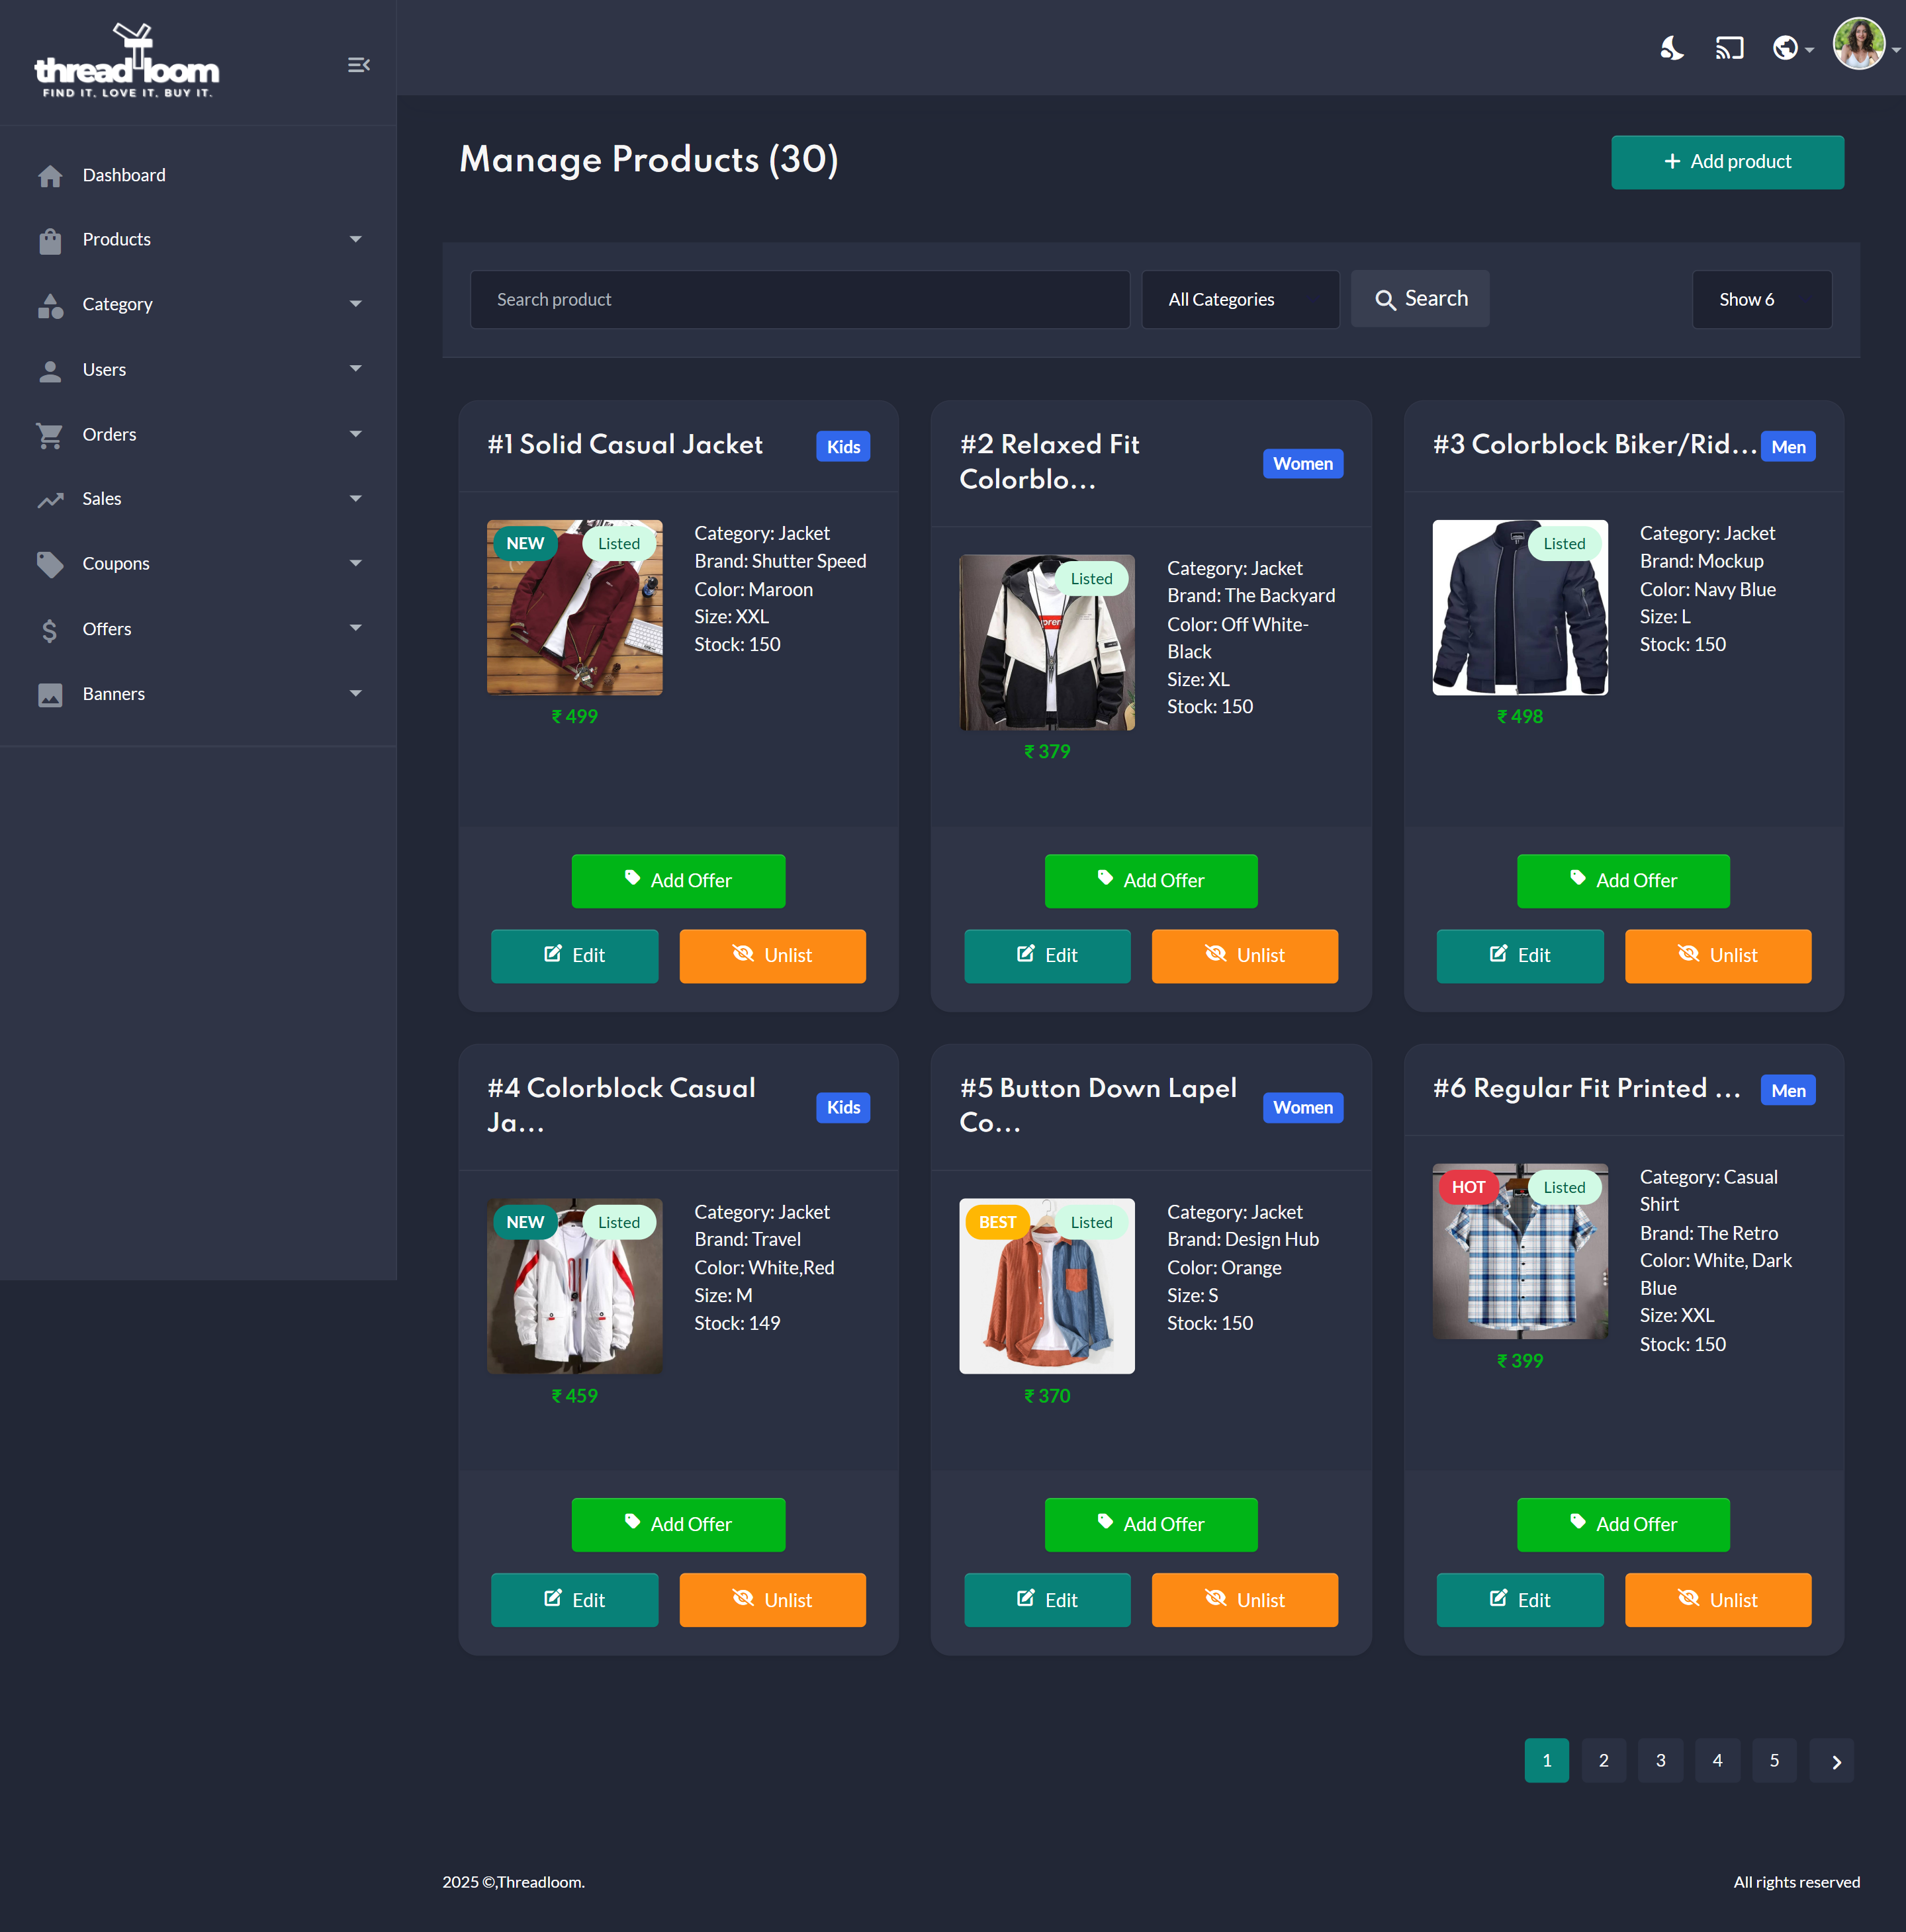 threadloom
FIND IT. LOVE IT. BUY IT.
Dashboard
Products
Category
Users
Orders
Sales
Coupons
Offers
Banners
Manage Products (30)
Add product
Search product
All Categories
Search
Show 6
#1 Solid Casual Jacket
Kids
NEW
Listed
₹ 499
Category: Jacket
Brand: Shutter Speed
Color: Maroon
Size: XXL
Stock: 150
Add Offer
Edit
Unlist
#2 Relaxed Fit
Colorblo...
Women
Listed
₹ 379
Category: Jacket
Brand: The Backyard
Color: Off White-
Black
Size: XL
Stock: 150
Add Offer
Edit
Unlist
#3 Colorblock Biker/Rid...
Men
Listed
₹ 498
Category: Jacket
Brand: Mockup
Color: Navy Blue
Size: L
Stock: 150
Add Offer
Edit
Unlist
#4 Colorblock Casual
Ja...
Kids
NEW
Listed
₹ 459
Category: Jacket
Brand: Travel
Color: White,Red
Size: M
Stock: 149
Add Offer
Edit
Unlist
#5 Button Down Lapel
Co...
Women
BEST
Listed
₹ 370
Category: Jacket
Brand: Design Hub
Color: Orange
Size: S
Stock: 150
Add Offer
Edit
Unlist
#6 Regular Fit Printed ...
Men
HOT
Listed
₹ 399
Category: Casual
Shirt
Brand: The Retro
Color: White, Dark
Blue
Size: XXL
Stock: 150
Add Offer
Edit
Unlist
1 2 3 4 5
2025 ©,Threadloom.
All rights reserved